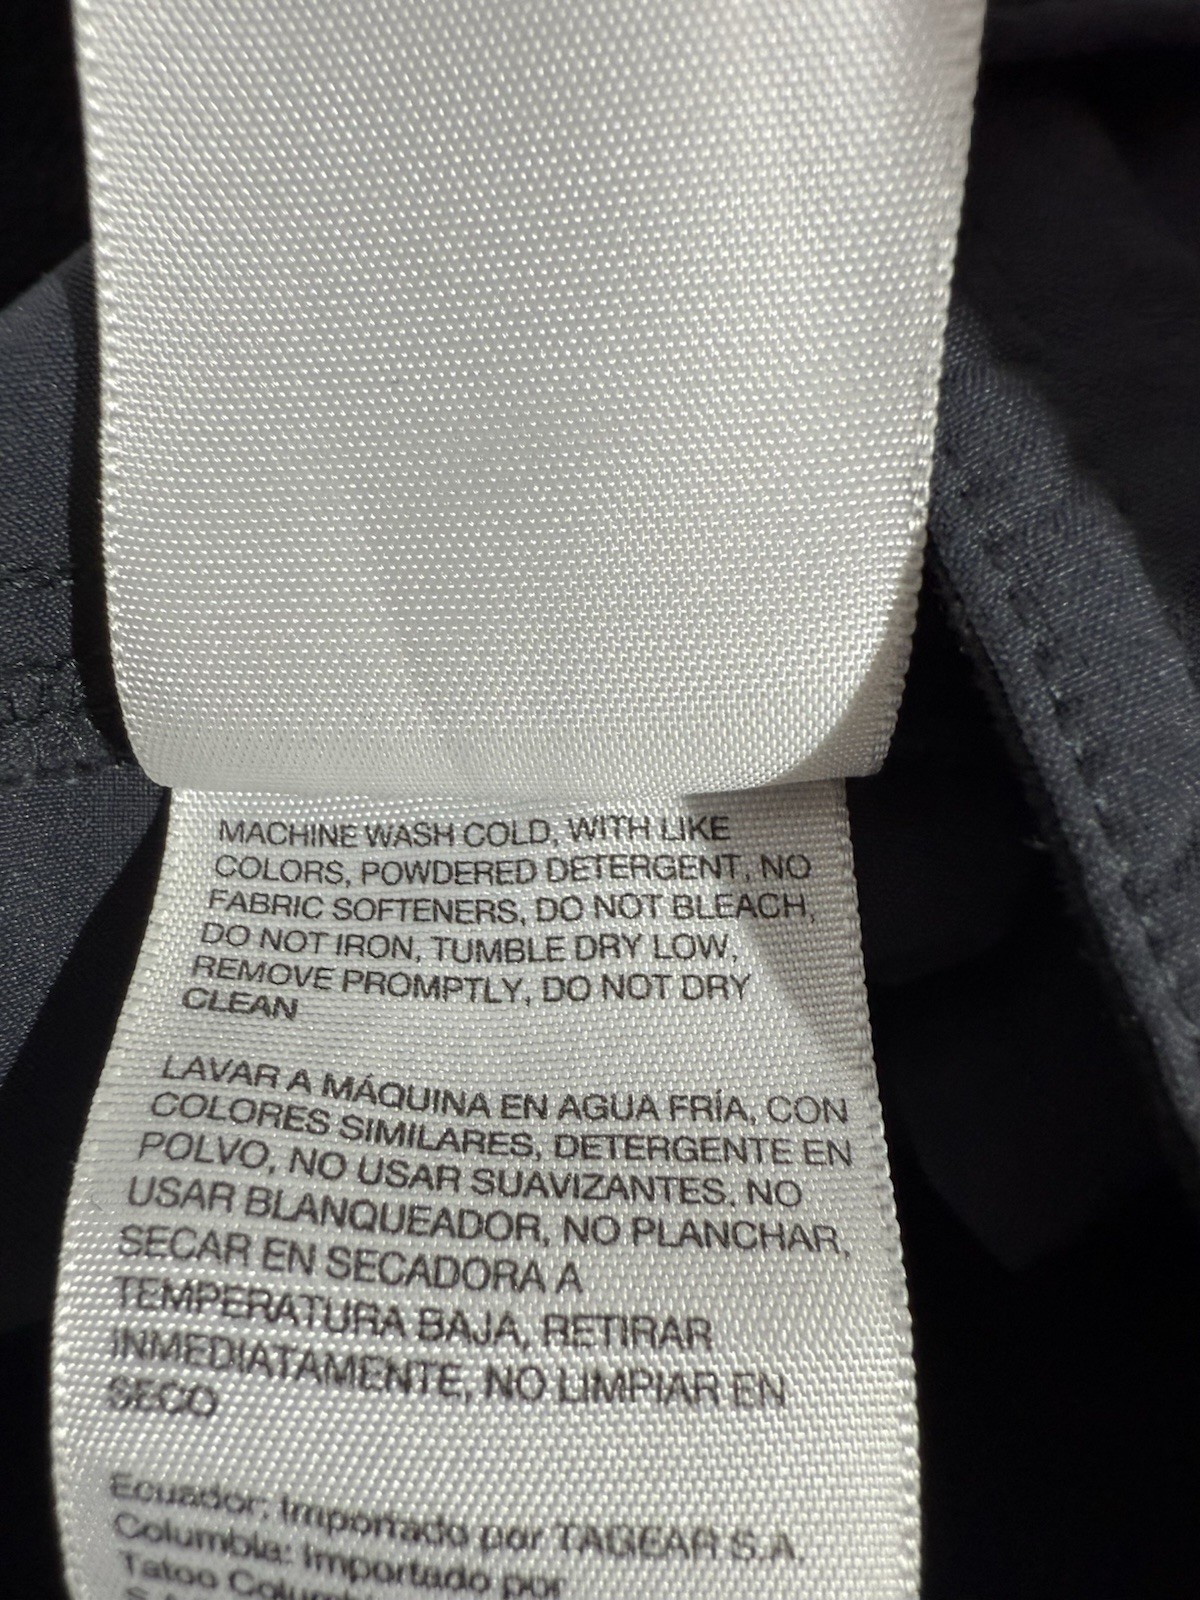 MACHINE WASH COLD, WITH LIKE
COLORS, POWDERED DETERGENT, NO
FABRIC SOFTENERS, DO NOT BLEACH,
DO NOT IRON, TUMBLE DRY LOW,
REMOVE PROMPTLY, DO NOT DRY
CLEAN
LAVAR A MÁQUINA EN AGUA FRÍA, CON
COLORES SIMILARES, DETERGENTE EN
POLVO, NO USAR SUAVIZANTES, NO
USAR BLANQUEADOR, NO PLANCHAR,
SECAR EN SECADORA A
TEMPERATURA BAJA, RETIRAR
INMEDIATAMENTE, NO LIMPIAR EN
SECO
Ecuador: Importado por TAGEAR S.A.
Columbia: Importado por
Tatoo